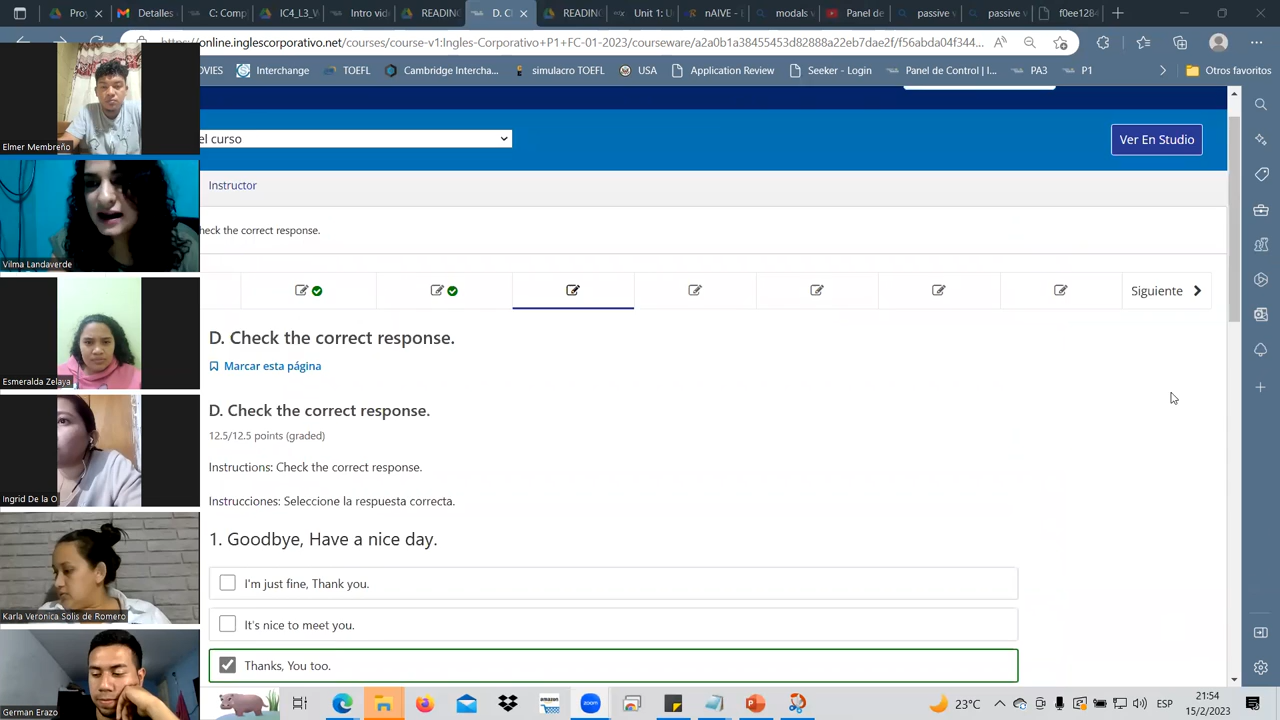 D. C
IC4_L3_V
READING
Detalles
READIN
Unit 1: U
nAIVE -
modals
Panel de
passive v
passive v
f0ee1284
https://online.inglescorporativo.net/courses/course-v1:Ingles-Corporativo+P1+FC-01-2023/courseware/a2a0b1a38455453d82888a22eb7dae2f/f56abda04f344...
OVIES
Interchange
TOEFL
Cambridge Intercha...
simulacro TOEFL
USA
Application Review
Seeker - Login
Panel de Control | I...
PA3
P1
Otros favoritos
el curso
Ver En Studio
Instructor
heck the correct response.
Siguiente
D. Check the correct response.
Marcar esta página
D. Check the correct response.
12.5/12.5 points (graded)
Instructions: Check the correct response.
Instrucciones: Seleccione la respuesta correcta.
1. Goodbye, Have a nice day.
I'm just fine, Thank you.
It's nice to meet you.
Thanks, You too.
Elmer Membreño
Vilma Landaverde
Esmeralda Zelaya
Ingrid De la O
Karla Veronica Solis de Romero
German Erazo
amazon
zoom
23°C
ESP
21:54
15/2/2023